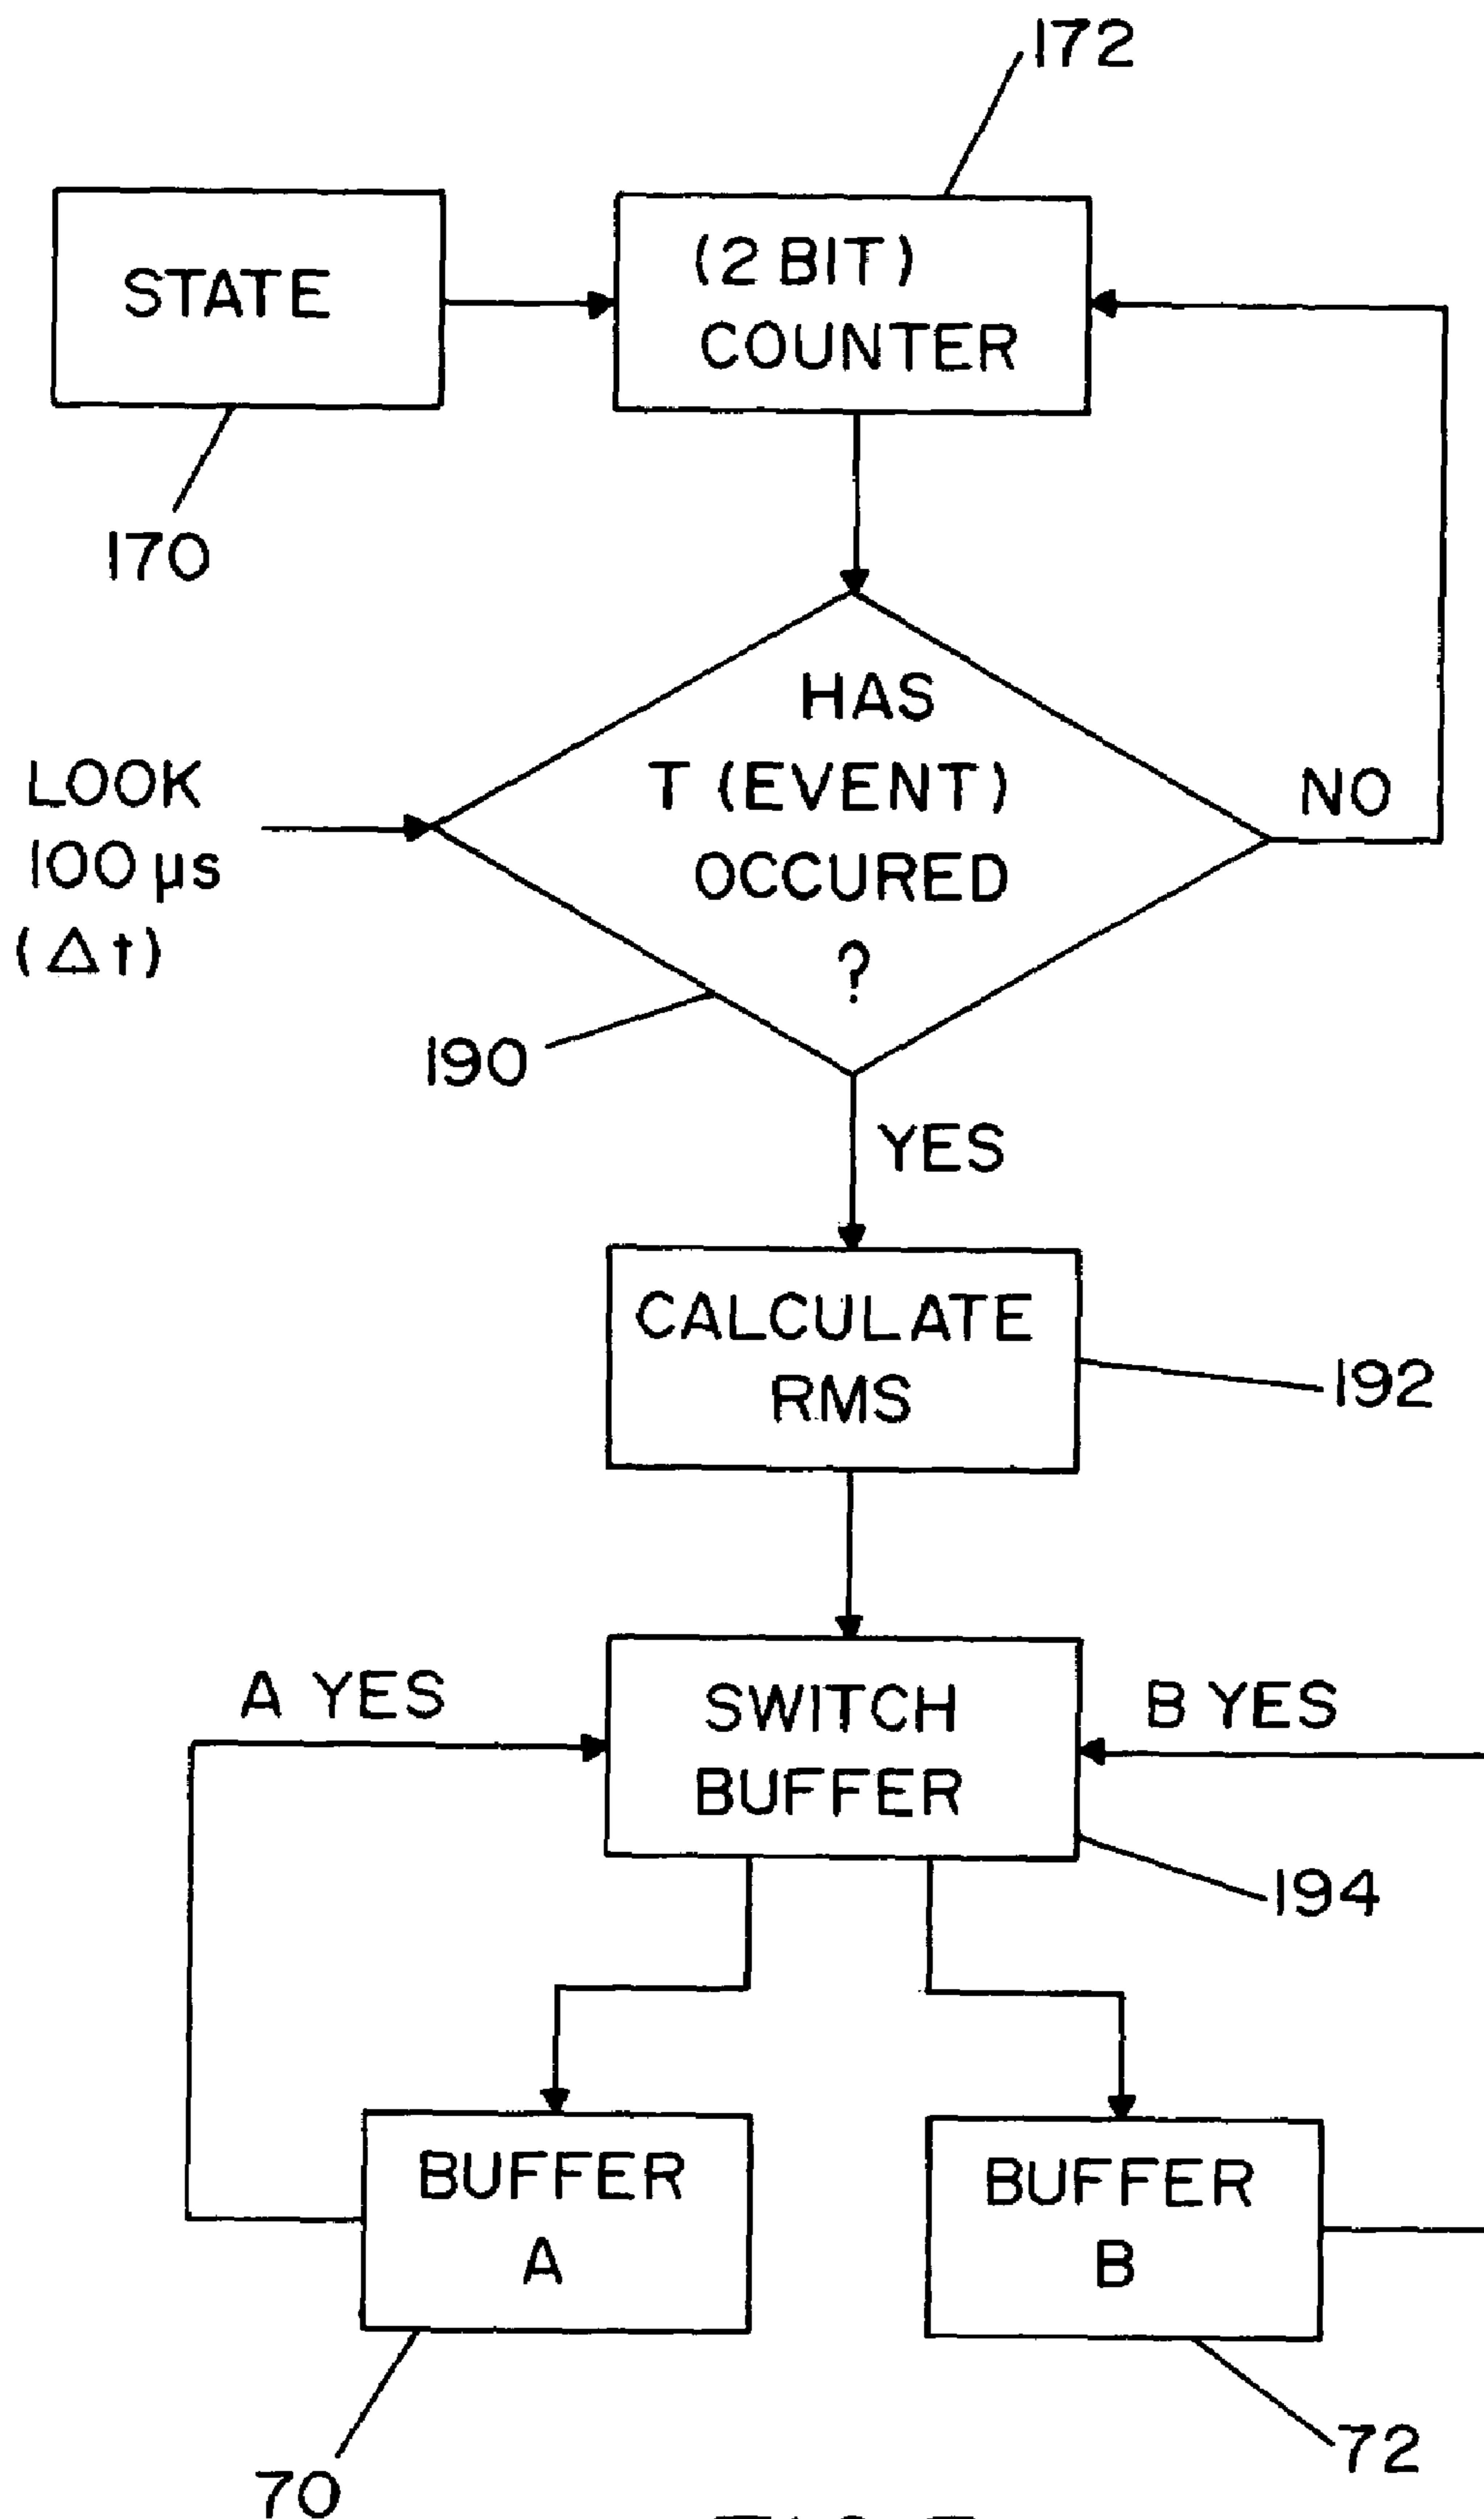 172
STATE
(2 BIT)
COUNTER
170
HAS
T (EVENT)
OCCURED
?
LOOK
100 µs
(Δt)
NO
190
YES
CALCULATE
RMS
192
A YES
SWITCH
BUFFER
B YES
194
BUFFER
A
BUFFER
B
70
72